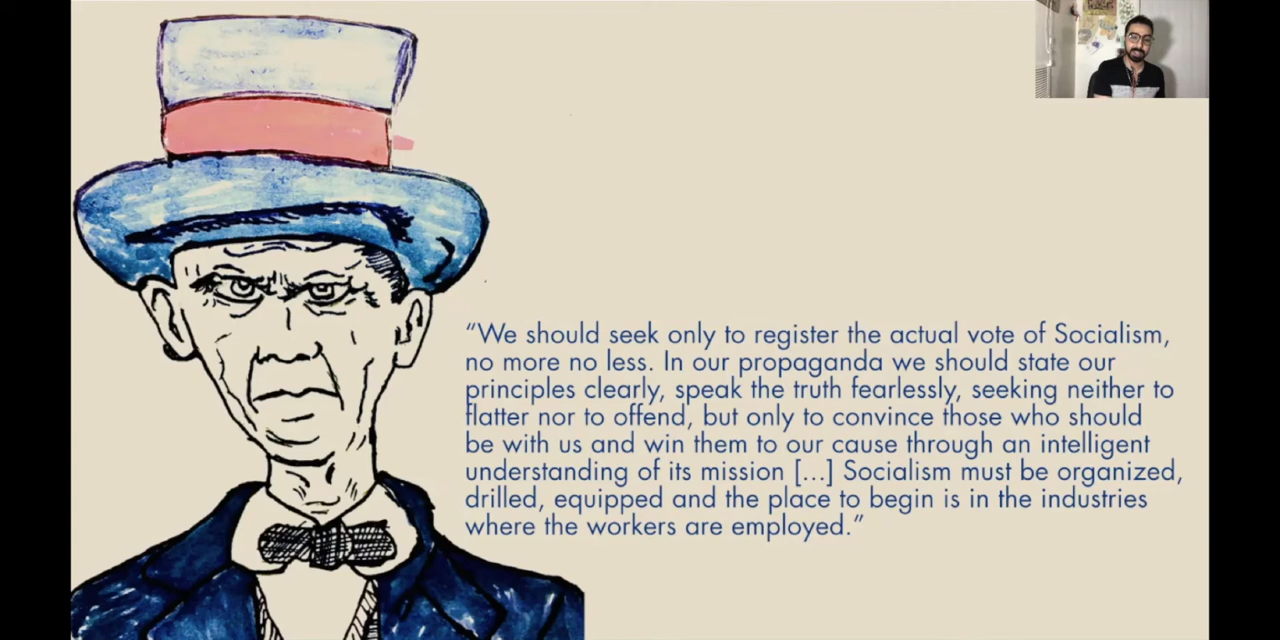 “We should seek only to register the actual vote of Socialism,
no more no less. In our propaganda we should state our
principles clearly, speak the truth fearlessly, seeking neither to
flatter nor to offend, but only to convince those who should
be with us and win them to our cause through an intelligent
understanding of its mission [...] Socialism must be organized,
drilled, equipped and the place to begin is in the industries
where the workers are employed.”